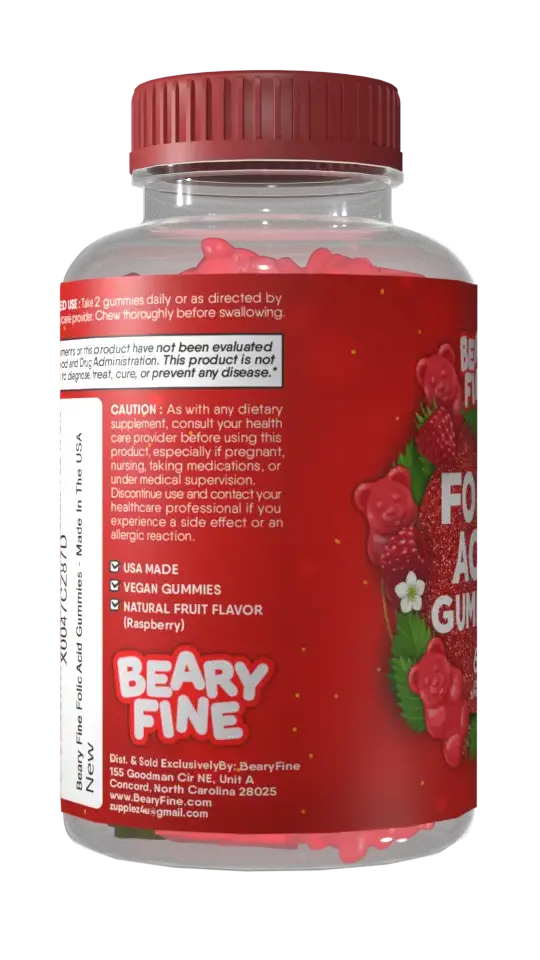 ED USE : Take 2 gummies daily or as directed by
care provider. Chew thoroughly before swallowing.
on this product have not been evaluated
and Drug Administration. This product is not
to diagnose, treat, cure, or prevent any disease.*
CAUTION : As with any dietary
supplement, consult your health
care provider before using this
product, especially if pregnant,
nursing, taking medications, or
under medical supervision.
Discontinue use and contact your
healthcare professional if you
experience a side effect or an
allergic reaction.
USA MADE
VEGAN GUMMIES
NATURAL FRUIT FLAVOR
(Raspberry)
BEARY
FINE
Dist. & Sold ExclusivelyBy:,BearyFine
155 Goodman Cir NE, Unit A
Concord, North Carolina 28025
www.BearyFine.com
zupplez4u@gmail.com
X0047C287D
Beary Fine Folic Acid Gummies - Made In The USA
New
BEA
FIN
FO
AC
GUM